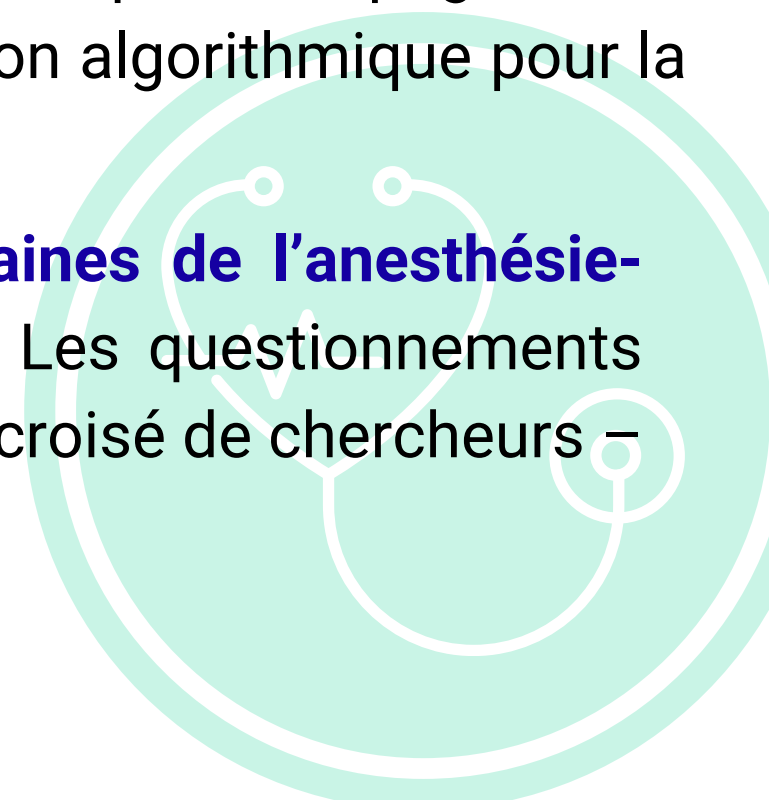 on algorithmique pour la
aines de l’anesthésie-
Les questionnements
croisé de chercheurs –